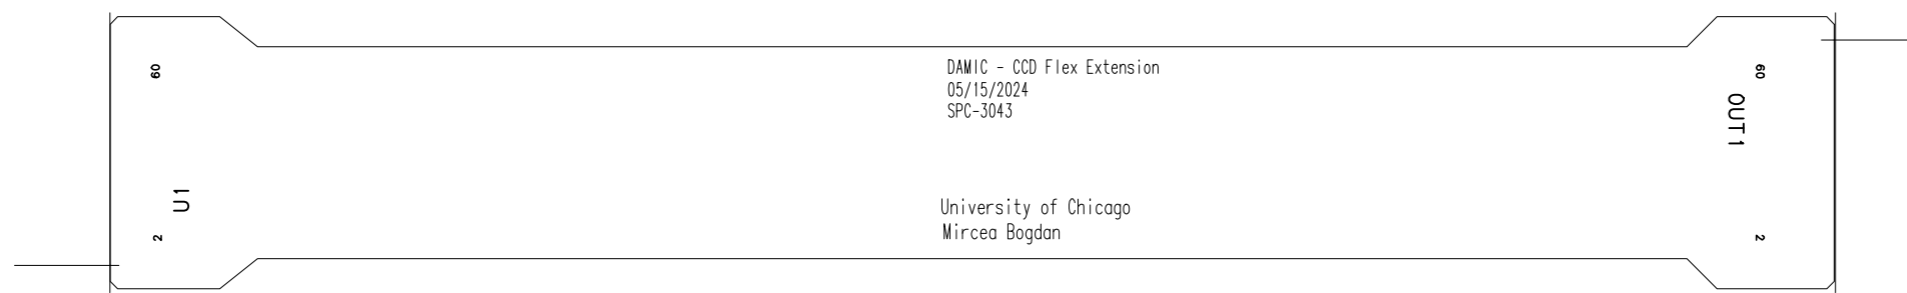 60
U1
2
DAMIC - CCD Flex Extension
05/15/2024
SPC-3043
University of Chicago
Mircea Bogdan
60
OUT1
2